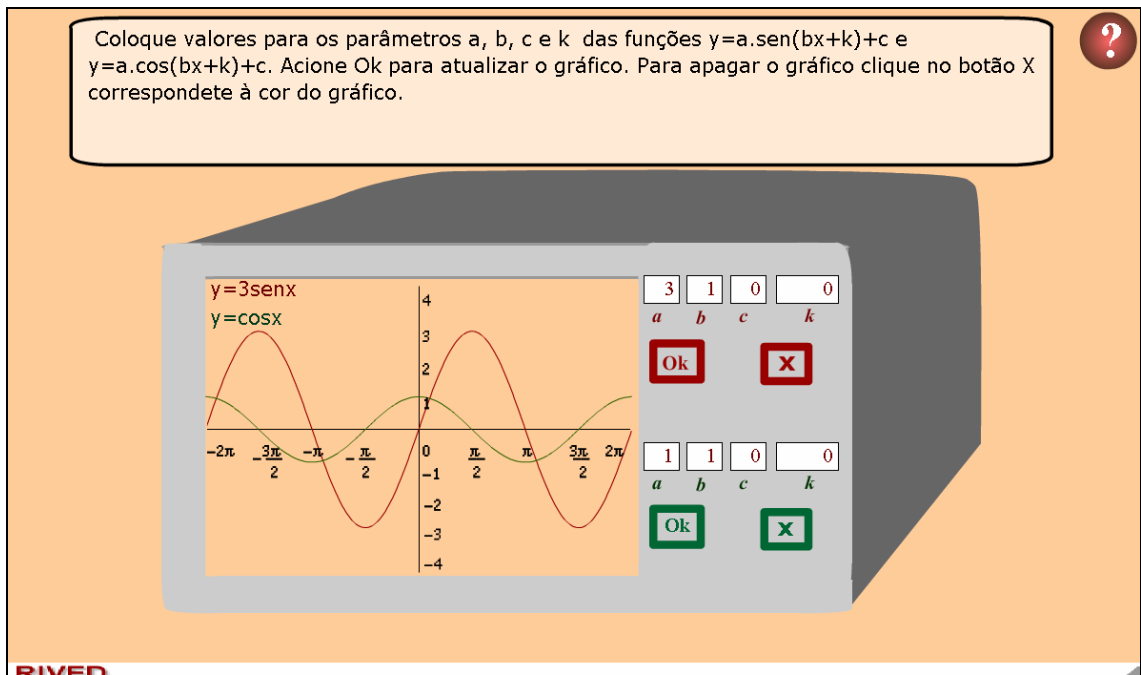 Coloque valores para os parâmetros a, b, c e k das funções y=a.sen(bx+k)+c e
y=a.cos(bx+k)+c. Acione Ok para atualizar o gráfico. Para apagar o gráfico clique no botão X
correspondete à cor do gráfico.
?
y=3senx
y=cosx
4
3
2
1
-2π -3π/2 -π -π/2 0 π/2 π 3π/2 2π
-1
-2
-3
-4
3 1 0 0
a b c k
Ok X
1 1 0 0
a b c k
Ok X
RIVED